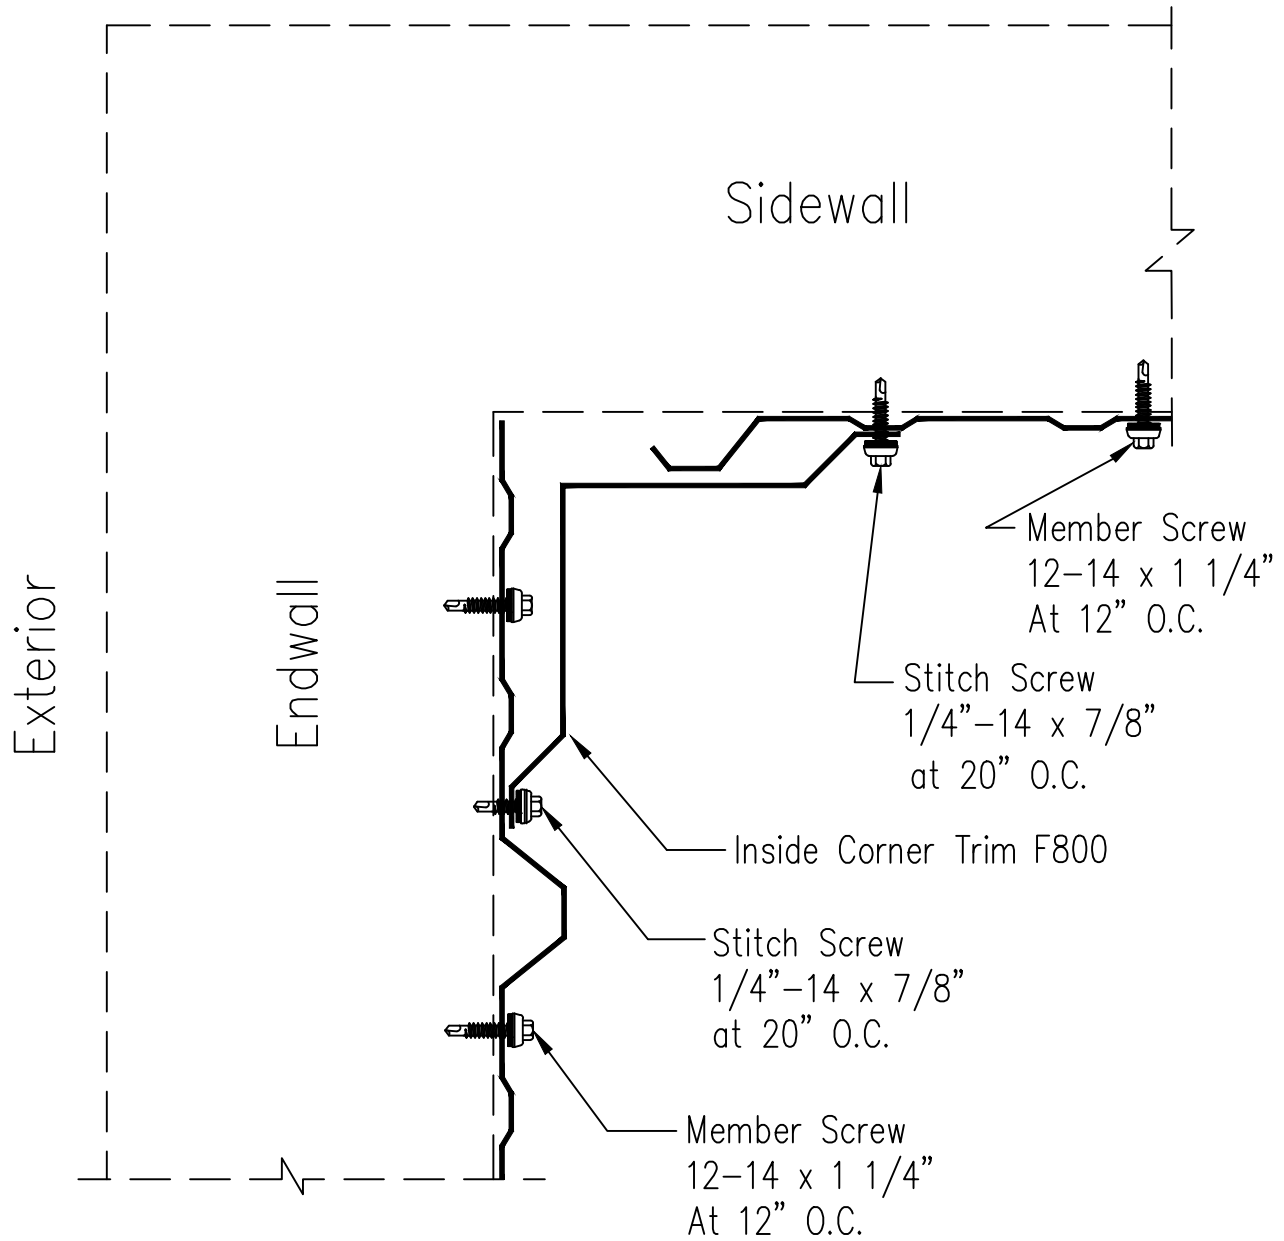 Sidewall
Exterior
Endwall
Member Screw
12-14 x 1 1/4"
At 12" O.C.
Stitch Screw
1/4"-14 x 7/8"
at 20" O.C.
Inside Corner Trim F800
Stitch Screw
1/4"-14 x 7/8"
at 20" O.C.
Member Screw
12-14 x 1 1/4"
At 12" O.C.